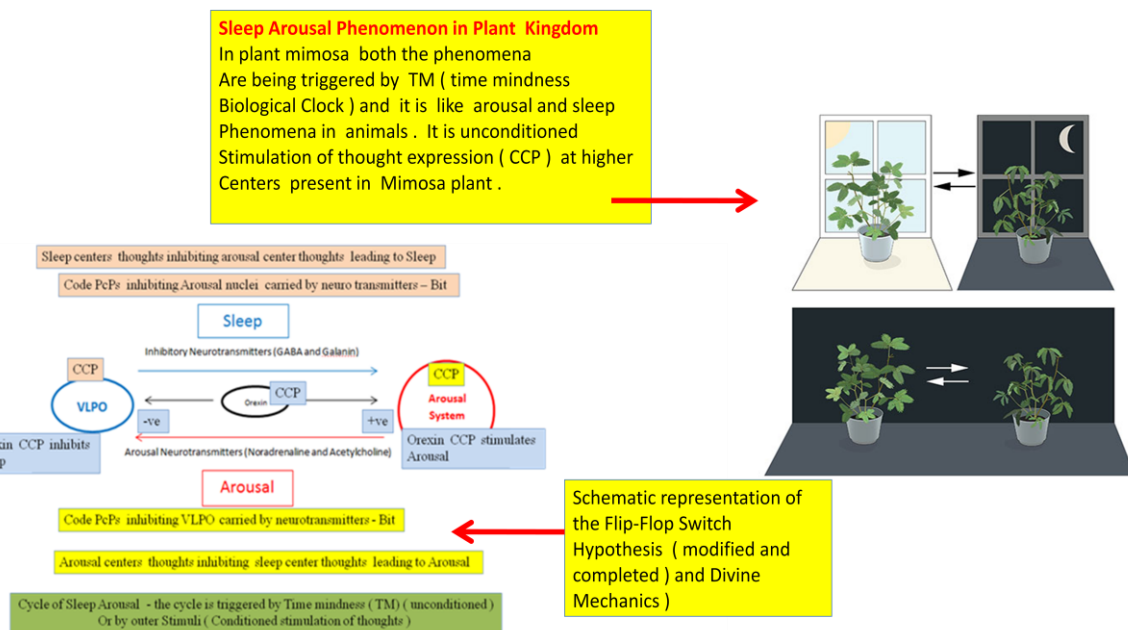 Sleep Arousal Phenomenon in Plant Kingdom
In plant mimosa both the phenomena
Are being triggered by TM ( time mindness
Biological Clock ) and it is like arousal and sleep
Phenomena in animals . It is unconditioned
Stimulation of thought expression ( CCP ) at higher
Centers present in Mimosa plant .
Sleep centers thoughts inhibiting arousal center thoughts leading to Sleep
Code PcPs inhibiting Arousal nuclei carried by neuro transmitters – Bit
Sleep
Inhibitory Neurotransmitters (GABA and Galanin)
CCP
VLPO
Orexin
CCP
CCP
Arousal
System
-ve
+ve
CCP inhibits
Orexin CCP stimulates
Arousal
Arousal Neurotransmitters (Noradrenaline and Acetylcholine)
Arousal
Code PcPs inhibiting VLPO carried by neurotransmitters - Bit
Arousal centers thoughts inhibiting sleep center thoughts leading to Arousal
Cycle of Sleep Arousal - the cycle is triggered by Time mindness ( TM ) ( unconditioned )
Or by outer Stimuli ( Conditioned stimulation of thoughts )
Schematic representation of
the Flip-Flop Switch
Hypothesis ( modified and
completed ) and Divine
Mechanics )